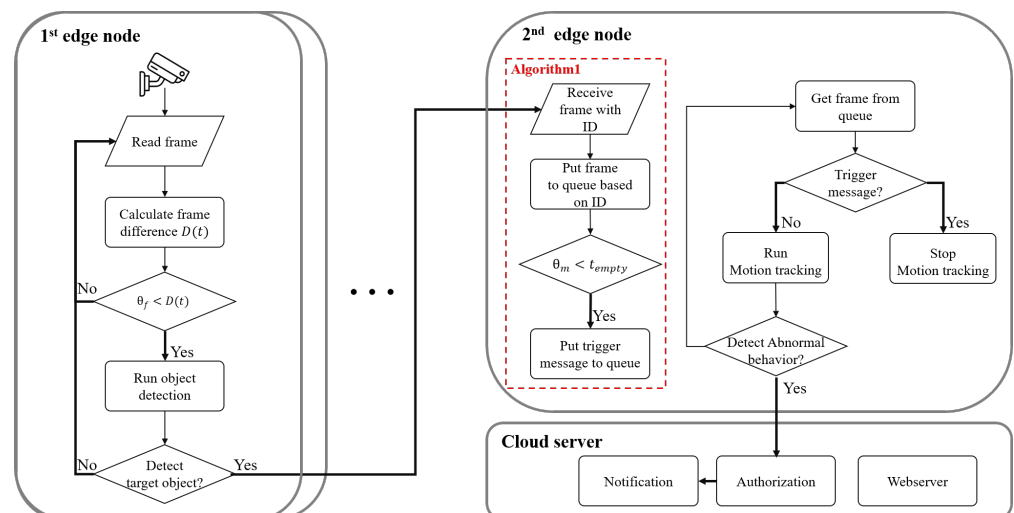 1st edge node
Read frame
Calculate frame
difference D(t)
θf < D(t)
No
Yes
Run object
detection
Detect
target object?
No
Yes
• • •
2nd edge node
Algorithm1
Receive
frame with
ID
Put frame
to queue based
on ID
θm < tempty
Yes
Put trigger
message to queue
Get frame from
queue
Trigger
message?
No
Yes
Run
Motion tracking
Stop
Motion tracking
Detect Abnormal
behavior?
Yes
Cloud server
Notification
Authorization
Webserver